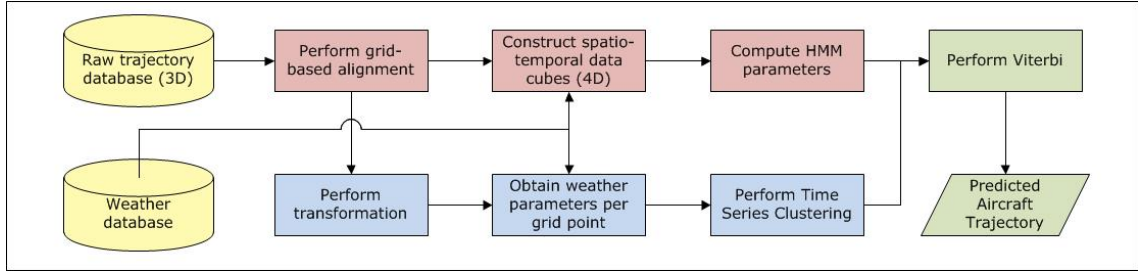 Raw trajectory
database (3D)
Perform grid-
based alignment
Construct spatio-
temporal data
cubes (4D)
Compute HMM
parameters
Perform Viterbi
Weather
database
Perform
transformation
Obtain weather
parameters per
grid point
Perform Time
Series Clustering
Predicted
Aircraft
Trajectory